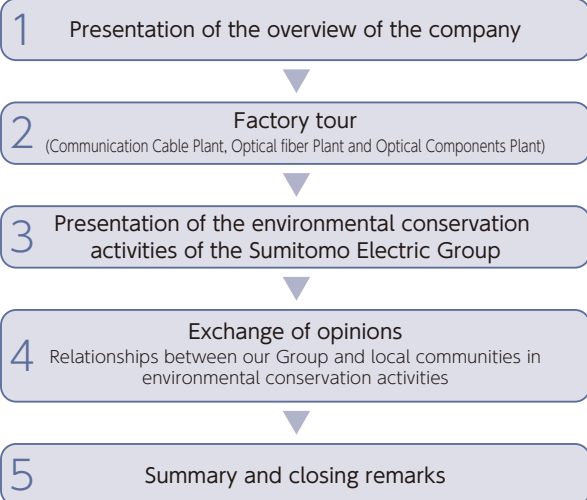 1 Presentation of the overview of the company
2 Factory tour
(Communication Cable Plant, Optical fiber Plant and Optical Components Plant)
3 Presentation of the environmental conservation
activities of the Sumitomo Electric Group
4 Exchange of opinions
Relationships between our Group and local communities in
environmental conservation activities
5 Summary and closing remarks